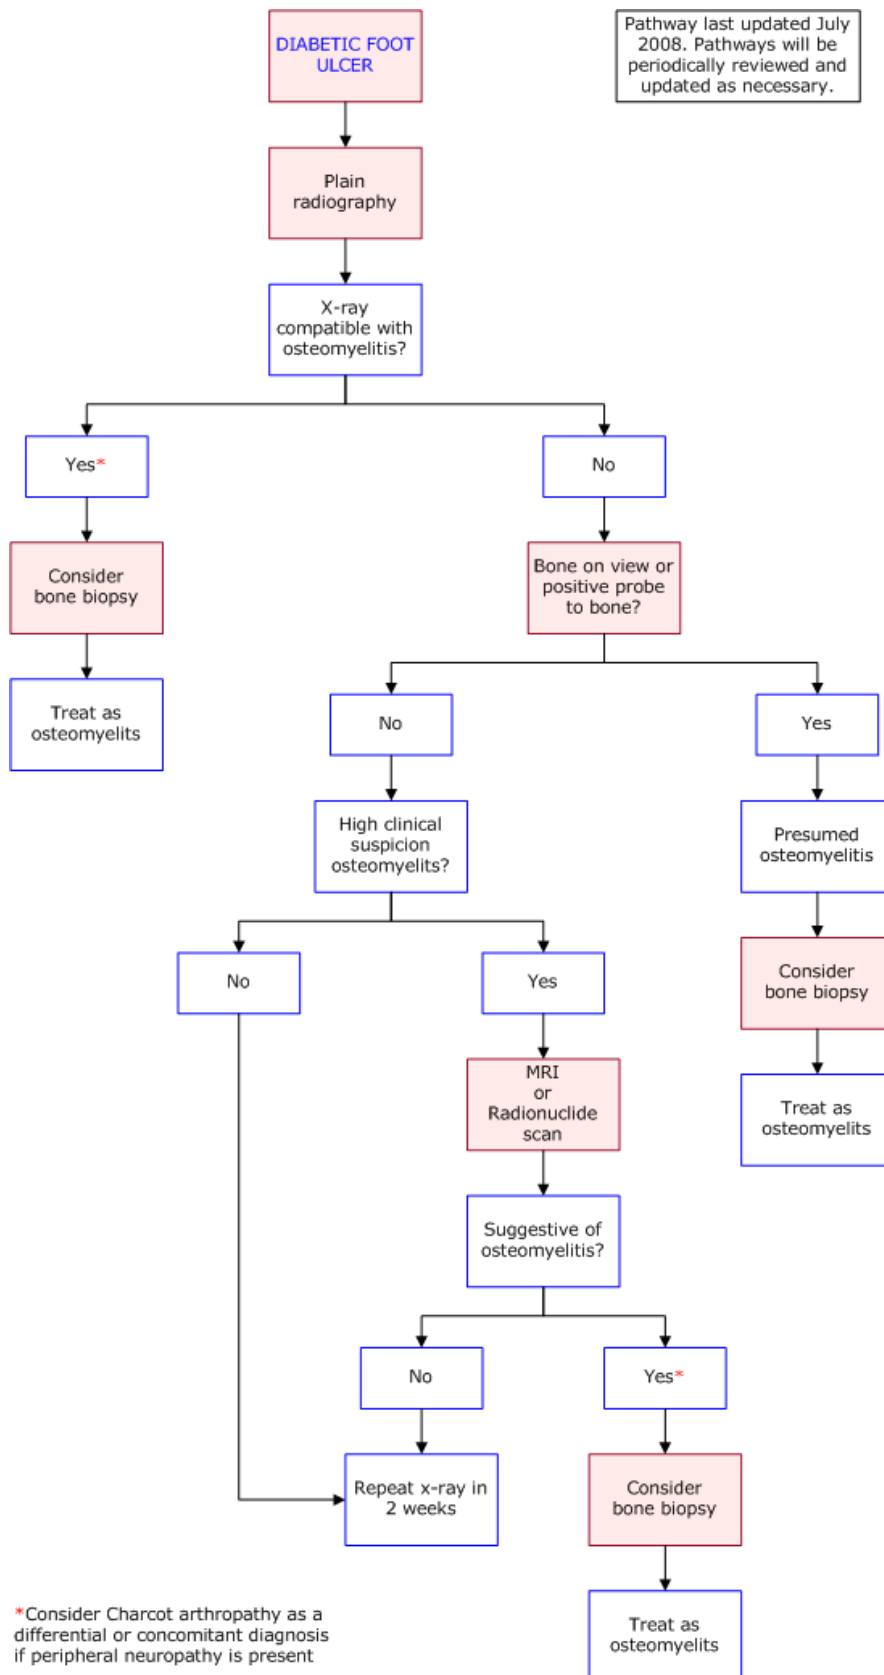 DIABETIC FOOT
ULCER
Pathway last updated July
2008. Pathways will be
periodically reviewed and
updated as necessary.
Plain
radiography
X-ray
compatible with
osteomyelitis?
Yes*
No
Consider
bone biopsy
Bone on view or
positive probe
to bone?
Treat as
osteomyelits
No
Yes
High clinical
suspicion
osteomyelits?
Presumed
osteomyelitis
No
Yes
Consider
bone biopsy
MRI
or
Radionuclide
scan
Treat as
osteomyelits
Suggestive of
osteomyelitis?
No
Yes*
Repeat x-ray in
2 weeks
Consider
bone biopsy
Treat as
osteomyelits
*Consider Charcot arthropathy as a
differential or concomitant diagnosis
if peripheral neuropathy is present